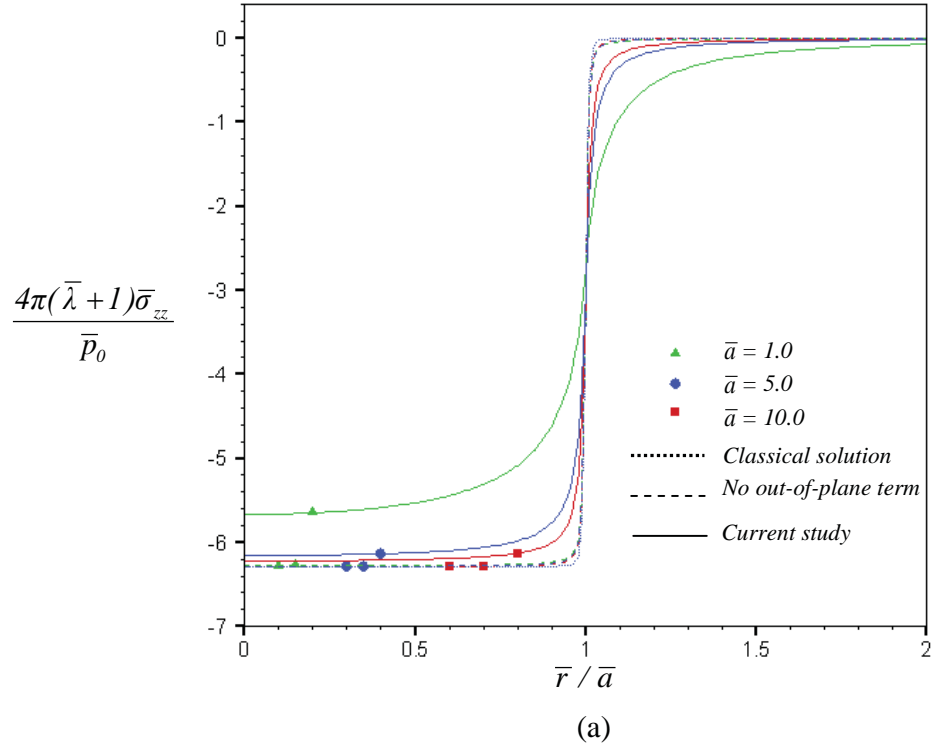 0
-1
-2
-3
-4
-5
-6
-7
4π(λ̄ + 1)σ̄zz
p̄0
a̅ = 1.0
a̅ = 5.0
a̅ = 10.0
Classical solution
No out-of-plane term
Current study
0 0.5 1 1.5 2
r̅ / a̅
(a)